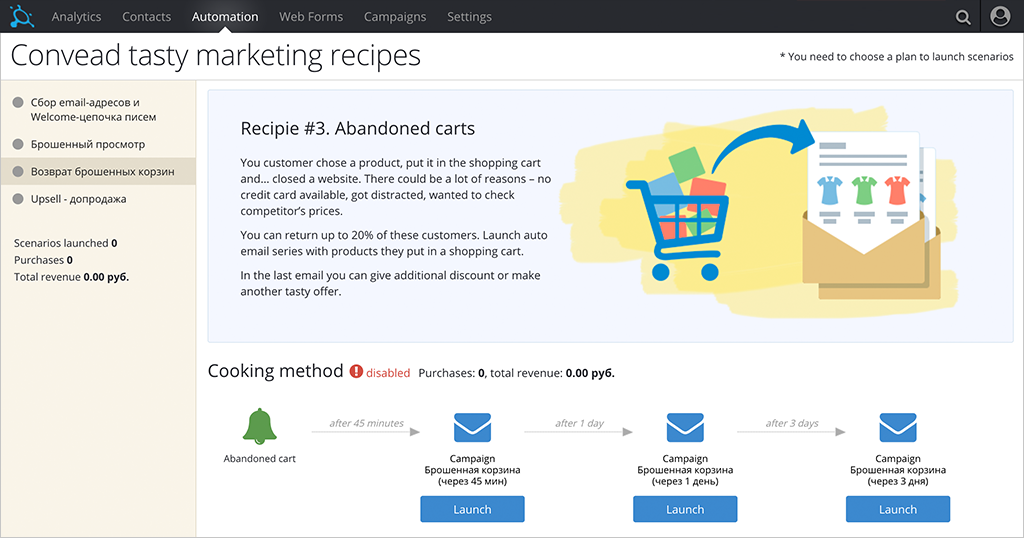 Analytics Contacts Automation Web Forms Campaigns Settings
Convead tasty marketing recipes
* You need to choose a plan to launch scenarios
Сбор email-адресов и
Welcome-цепочка писем
Брошенный просмотр
Возврат брошенных корзин
Upsell - допродажа
Scenarios launched 0
Purchases 0
Total revenue 0.00 руб.
Recipie #3. Abandoned carts
You customer chose a product, put it in the shopping cart
and... closed a website. There could be a lot of reasons – no
credit card available, got distracted, wanted to check
competitor's prices.
You can return up to 20% of these customers. Launch auto
email series with products they put in a shopping cart.
In the last email you can give additional discount or make
another tasty offer.
Cooking method disabled Purchases: 0, total revenue: 0.00 руб.
after 45 minutes after 1 day after 3 days
Abandoned cart
Campaign
Брошенная корзина
(через 45 мин)
Launch
Campaign
Брошенная корзина
(через 1 день)
Launch
Campaign
Брошенная корзина
(через 3 дня)
Launch